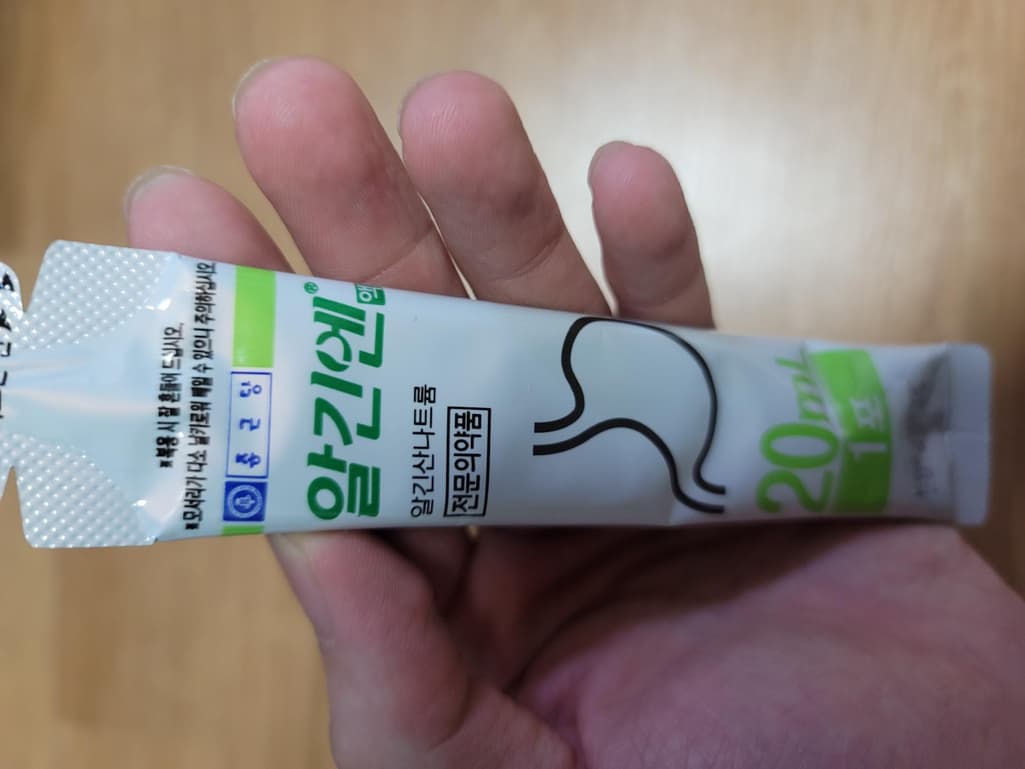 ※복용 시 잘 흔들어 드십시오.
※모서리가 다소 날카로워 베일 수 있으니 주의하십시오.
종근당
알긴엔®
알긴산나트륨
전문의약품
20mL
1포